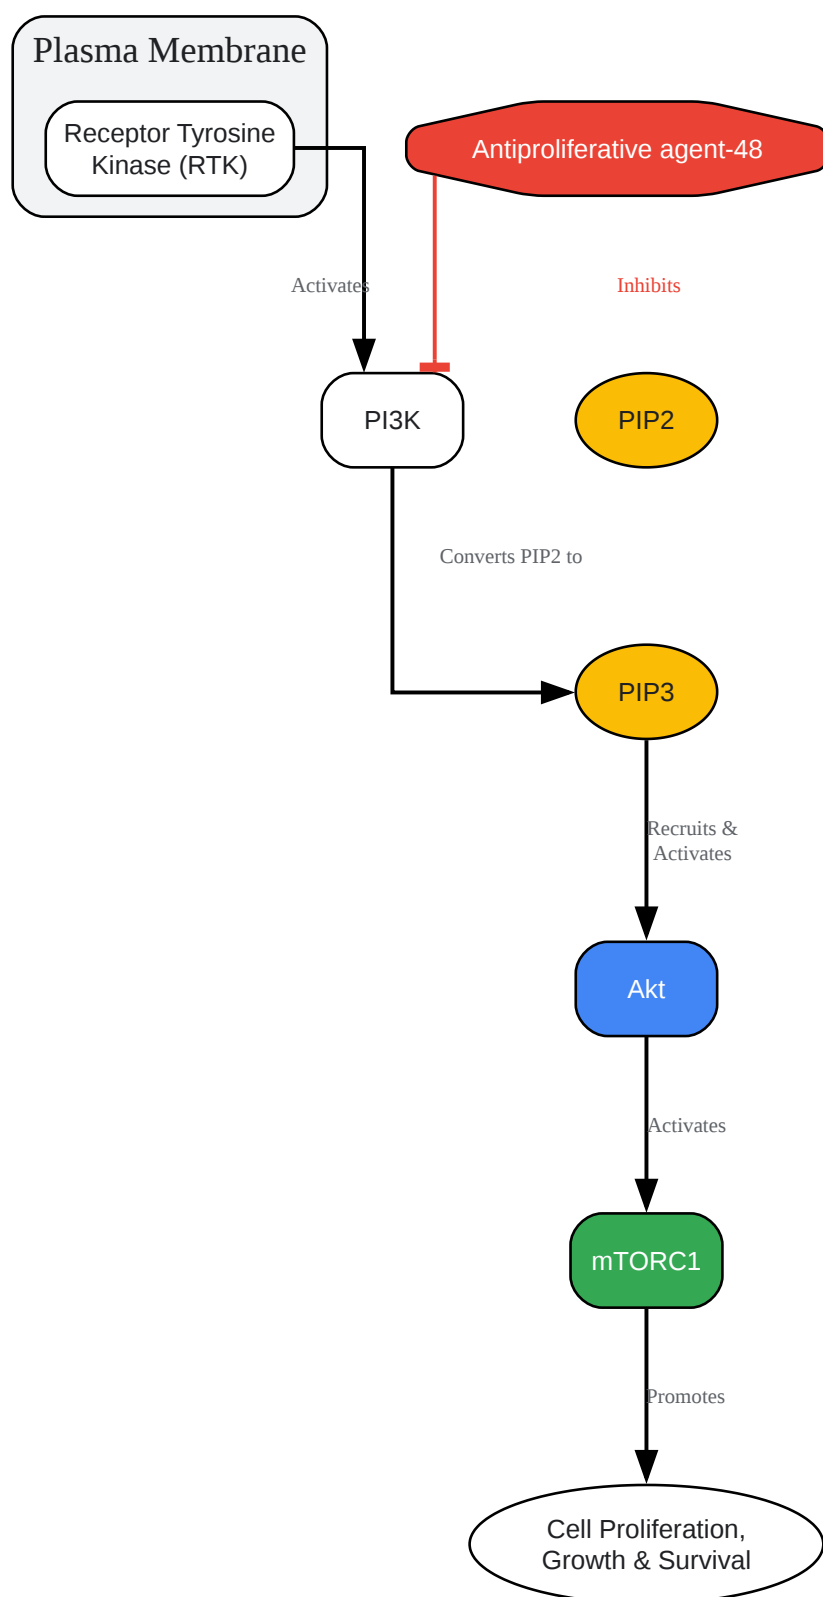 Plasma Membrane
Receptor Tyrosine
Kinase (RTK)
Antiproliferative agent-48
Activates
Inhibits
PI3K
PIP2
Converts PIP2 to
PIP3
Recruits &
Activates
Akt
Activates
mTORC1
Promotes
Cell Proliferation,
Growth & Survival